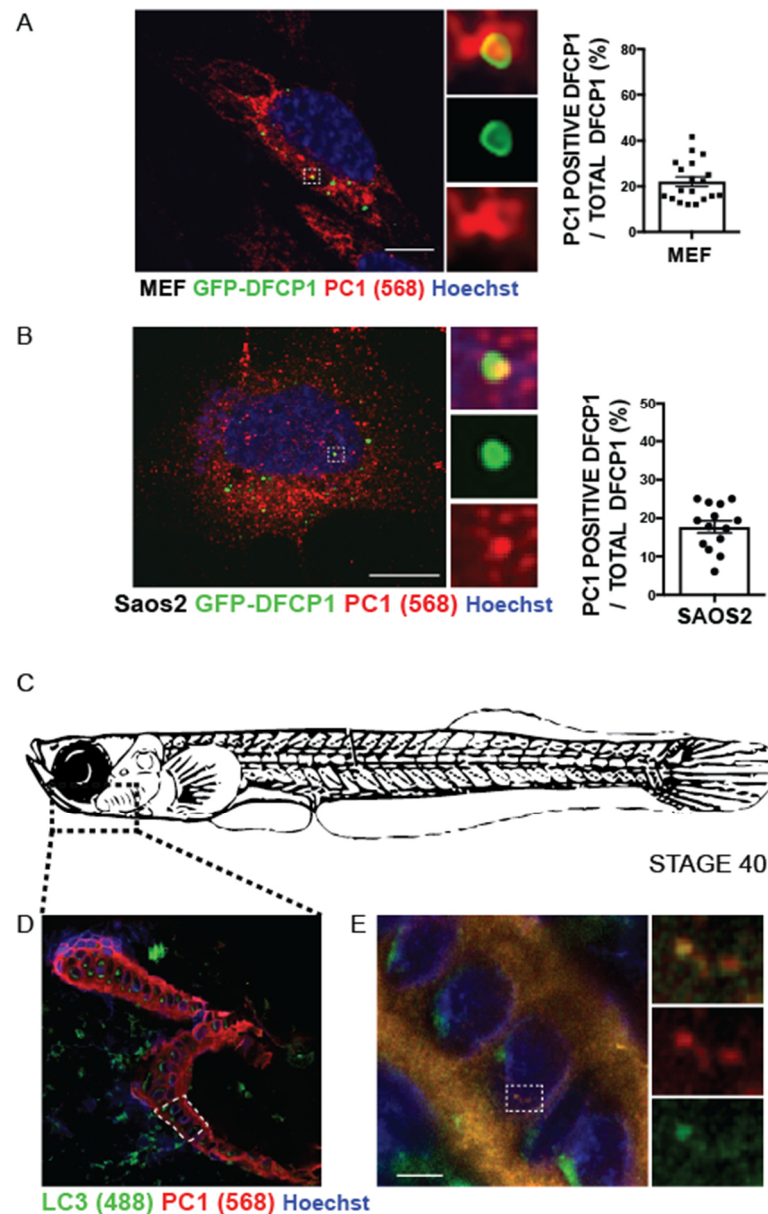 A
MEF GFP-DFCP1 PC1 (568) Hoechst
PC1 POSITIVE DFCP1
/ TOTAL DFCP1 (%)
80
60
40
20
0
MEF
B
Saos2 GFP-DFCP1 PC1 (568) Hoechst
PC1 POSITIVE DFCP1
/ TOTAL DFCP1 (%)
50
40
30
20
10
0
SAOS2
C
STAGE 40
D
LC3 (488) PC1 (568) Hoechst
E